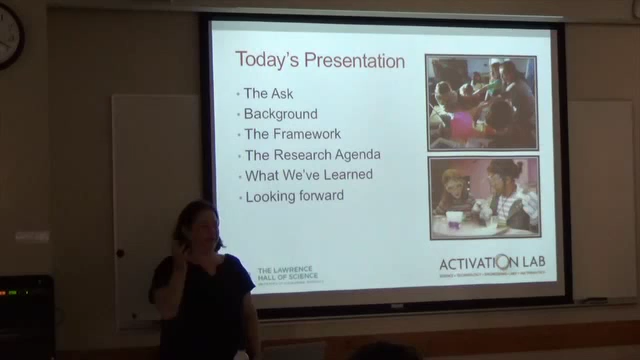 Today's Presentation
• The Ask
• Background
• The Framework
• The Research Agenda
• What We've Learned
• Looking forward
THE LAWRENCE
HALL OF SCIENCE
ACTIVATION LAB